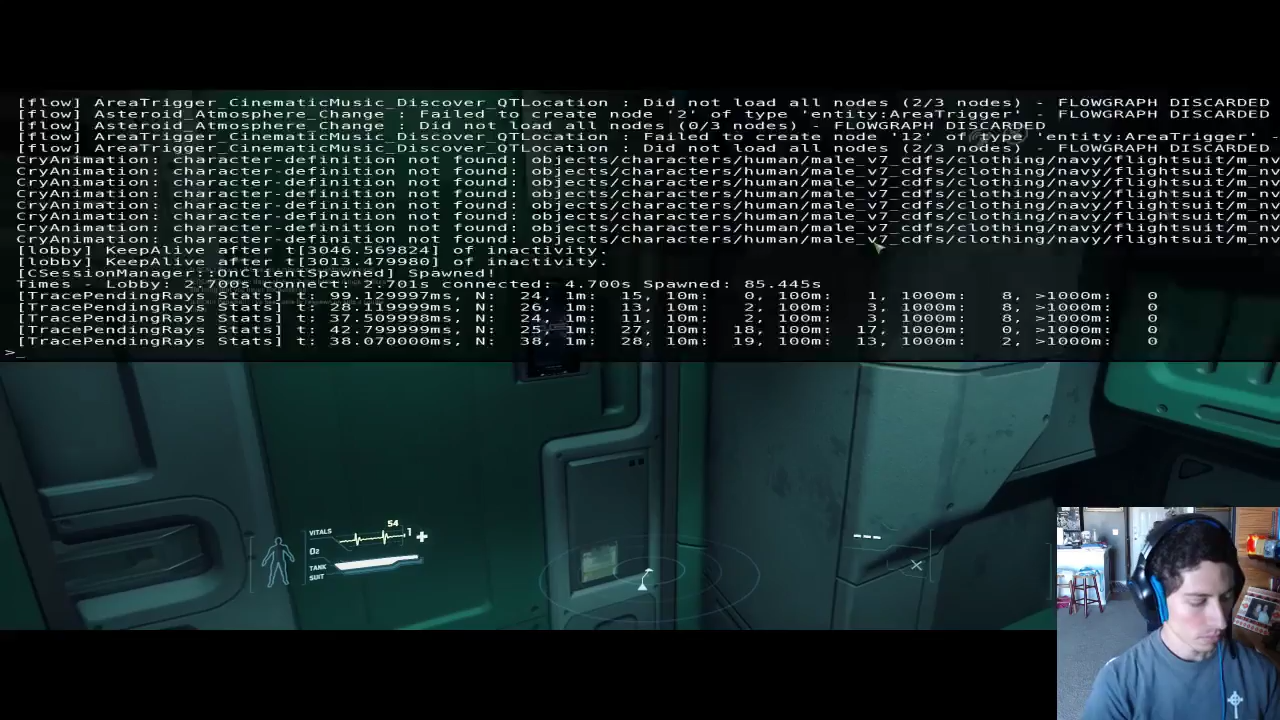 [flow] AreaTrigger_CinematicMusic_Discover_QTLocation : Did not load all nodes (2/3 nodes) - FLOWGRAPH DISCARDED
[flow] Asteroid_Atmosphere_Change : Failed to create node '2' of type 'entity:AreaTrigger' - FLOWGRAPH DISCARDED
[flow] Asteroid_Atmosphere_Change : Did not load all nodes (0/3 nodes) - FLOWGRAPH DISCARDED
[flow] AreaTrigger_CinematicMusic_Discover_QTLocation : Failed to create node '12' of type 'entity:AreaTrigger'
[flow] AreaTrigger_CinematicMusic_Discover_QTLocation : Did not load all nodes (2/3 nodes) - FLOWGRAPH DISCARDED
CryAnimation: character-definition not found: objects/characters/human/male_v7_cdfs/clothing/navy/flightsuit/m_nv
CryAnimation: character-definition not found: objects/characters/human/male_v7_cdfs/clothing/navy/flightsuit/m_nv
CryAnimation: character-definition not found: objects/characters/human/male_v7_cdfs/clothing/navy/flightsuit/m_nv
CryAnimation: character-definition not found: objects/characters/human/male_v7_cdfs/clothing/navy/flightsuit/m_nv
CryAnimation: character-definition not found: objects/characters/human/male_v7_cdfs/clothing/navy/flightsuit/m_nv
CryAnimation: character-definition not found: objects/characters/human/male_v7_cdfs/clothing/navy/flightsuit/m_nv
CryAnimation: character-definition not found: objects/characters/human/male_v7_cdfs/clothing/navy/flightsuit/m_nv
CryAnimation: character-definition not found: objects/characters/human/male_v7_cdfs/clothing/navy/flightsuit/m_nv
[lobby] KeepAlive after t[3046.569824] of inactivity.
[lobby] KeepAlive after t[3013.479980] of inactivity.
[CSessionManager::OnClientSpawned] Spawned!
Times - Lobby: 2.700s connect: 2.701s connected: 4.700s Spawned: 85.445s
[TracePendingRays Stats] t: 99.129997ms, N: 24, 1m: 15, 10m: 0, 100m: 1, 1000m: 8, >1000m: 0
[TracePendingRays Stats] t: 28.119999ms, N: 26, 1m: 13, 10m: 2, 100m: 3, 1000m: 8, >1000m: 0
[TracePendingRays Stats] t: 37.509998ms, N: 24, 1m: 11, 10m: 2, 100m: 3, 1000m: 8, >1000m: 0
[TracePendingRays Stats] t: 42.799999ms, N: 25, 1m: 27, 10m: 18, 100m: 17, 1000m: 0, >1000m: 0
[TracePendingRays Stats] t: 38.070000ms, N: 38, 1m: 28, 10m: 19, 100m: 13, 1000m: 2, >1000m: 0
>_
VITALS
54
1
O2
TANK
SUIT